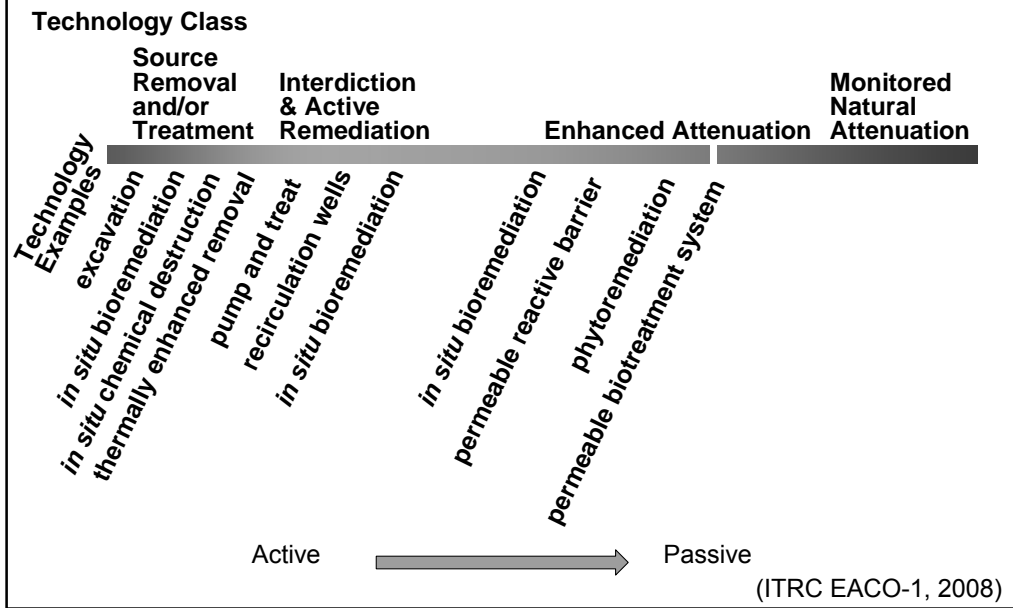 Technology Class
Source
Removal
and/or
Treatment
Interdiction
& Active
Remediation
Enhanced Attenuation
Monitored
Natural
Attenuation
Technology
Examples
excavation
in situ bioremediation
in situ chemical destruction
thermally enhanced removal
pump and treat
recirculation wells
in situ bioremediation
in situ bioremediation
permeable reactive barrier
phytoremediation
permeable biotreatment system
Active
Passive
(ITRC EACO-1, 2008)